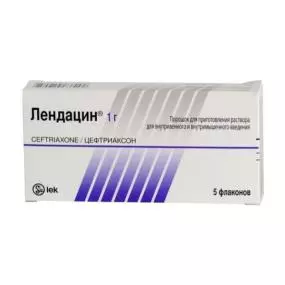 Лендацин® 1 г
Порошок для приготовления раствора
для внутривенного и внутримышечного введения
CEFTRIAXONE / ЦЕФТРИАКСОН
lek
5 флаконов